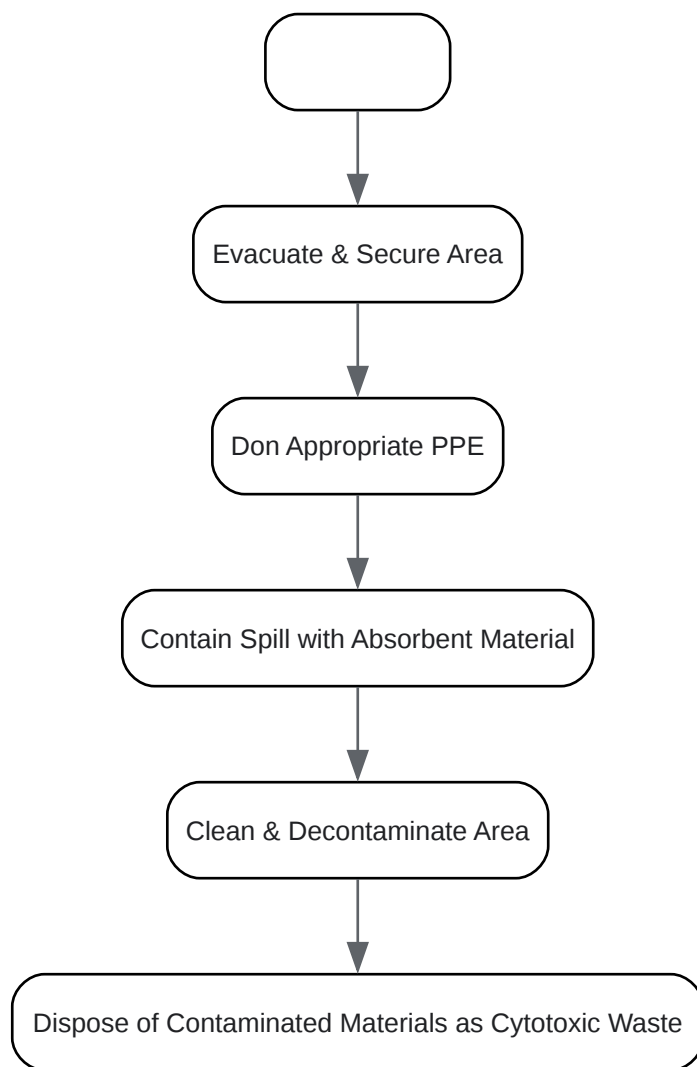 Evacuate & Secure Area
Don Appropriate PPE
Contain Spill with Absorbent Material
Clean & Decontaminate Area
Dispose of Contaminated Materials as Cytotoxic Waste